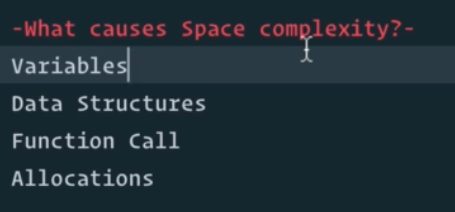 -What causes Space complexity?-
Variables
Data Structures
Function Call
Allocations